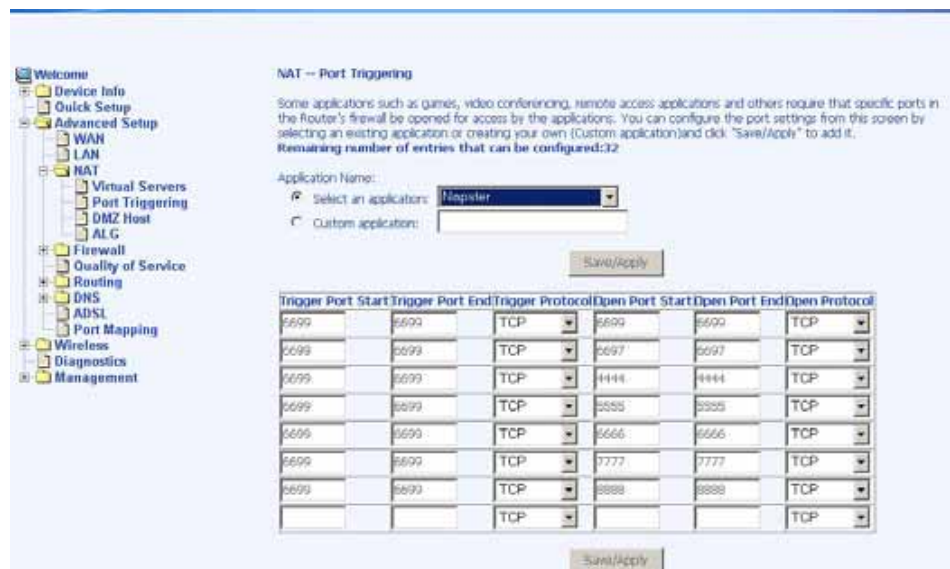 Welcome
Device Info
Quick Setup
Advanced Setup
WAN
LAN
NAT
Virtual Servers
Port Triggering
DMZ Host
ALG
Firewall
Quality of Service
Routing
DNS
ADSL
Port Mapping
Wireless
Diagnostics
Management
NAT -- Port Triggering
Some applications such as games, video conferencing, remote access applications and others require that specific ports in
the Router's firewall be opened for access by the applications. You can configure the port settings from this screen by
selecting an existing application or creating your own (Custom application)and click "Save/Apply" to add it.
Remaining number of entries that can be configured:32
Application Name:
Select an application: Napster
Custom application:
Save/Apply
Trigger Port Start Trigger Port End Trigger Protocol Open Port Start Open Port End Open Protocol
6699 6699 TCP 6699 6699 TCP
6699 6699 TCP 6697 6697 TCP
6699 6699 TCP 4444 4444 TCP
6699 6699 TCP 5555 5555 TCP
6699 6699 TCP 6666 6666 TCP
6699 6699 TCP 7777 7777 TCP
6699 6699 TCP 8888 8888 TCP
TCP TCP
Save/Apply